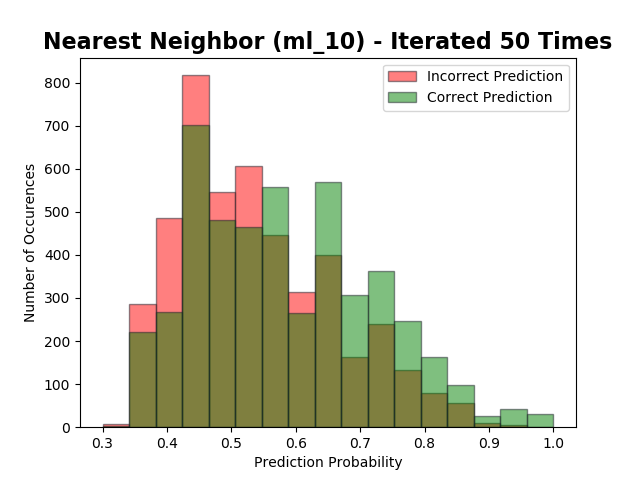 Nearest Neighbor (ml_10) - Iterated 50 Times
Incorrect Prediction
Correct Prediction
Number of Occurences
800
700
600
500
400
300
200
100
0
0.3 0.4 0.5 0.6 0.7 0.8 0.9 1.0
Prediction Probability